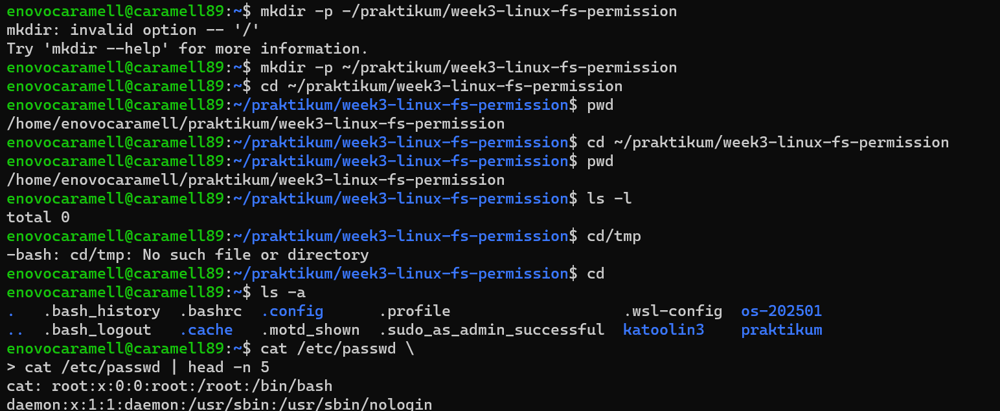 enovocaramell@caramell89:~$ mkdir -p -/praktikum/week3-linux-fs-permission
mkdir: invalid option -- '/'
Try 'mkdir --help' for more information.
enovocaramell@caramell89:~$ mkdir -p ~/praktikum/week3-linux-fs-permission
enovocaramell@caramell89:~$ cd ~/praktikum/week3-linux-fs-permission
enovocaramell@caramell89:~/praktikum/week3-linux-fs-permission$ pwd
/home/enovocaramell/praktikum/week3-linux-fs-permission
enovocaramell@caramell89:~/praktikum/week3-linux-fs-permission$ cd ~/praktikum/week3-linux-fs-permission
enovocaramell@caramell89:~/praktikum/week3-linux-fs-permission$ pwd
/home/enovocaramell/praktikum/week3-linux-fs-permission
enovocaramell@caramell89:~/praktikum/week3-linux-fs-permission$ ls -l
total 0
enovocaramell@caramell89:~/praktikum/week3-linux-fs-permission$ cd/tmp
-bash: cd/tmp: No such file or directory
enovocaramell@caramell89:~/praktikum/week3-linux-fs-permission$ cd
enovocaramell@caramell89:~$ ls -a
.   .bash_history  .bashrc  .config      .profile                   .wsl-config  os-202501
..  .bash_logout   .cache   .motd_shown  .sudo_as_admin_successful  katoolin3    praktikum
enovocaramell@caramell89:~$ cat /etc/passwd \
> cat /etc/passwd | head -n 5
cat: root:x:0:0:root:/root:/bin/bash
daemon:x:1:1:daemon:/usr/sbin:/usr/sbin/nologin